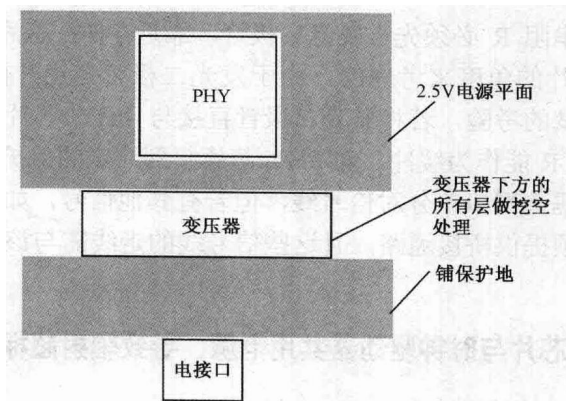 PHY
2.5V电源平面
变压器
变压器下方的
所有层做挖空
处理
铺保护地
电接口